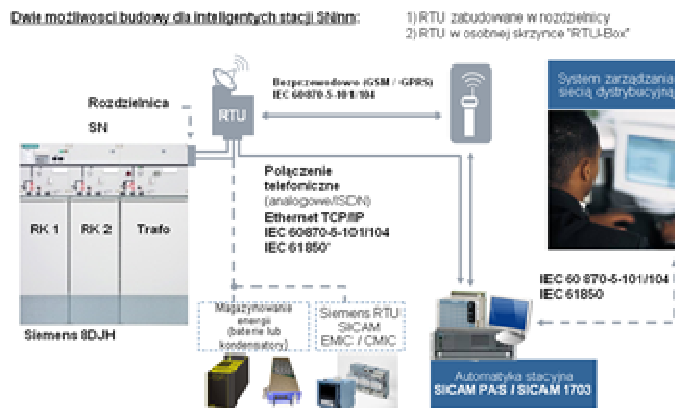 Dwie możliwości budowy dla inteligentych stacji SN/nn:
1) RTU zabudowane w rozdzielnicy
2) RTU w osobnej skrzynce "RTU-Box"
Rozdzielnica
SN
RTU
Bezprzewodowo (GSM / GPRS)
IEC 60870-5-101/104
System zarządzania
siecią dystrybucyjną
Połączenie
telefomiczne
(analogowe/ISDN)
Ethernet TCP/IP
IEC 60870-5-101/104
IEC 61850*
RK 1
RK 2
Trafo
Siemens 8DJH
Magazynowanie
energii
(baterie lub
kondensatory)
Siemens RTU
SICAM
EMIC / CMIC
IEC 60 870-5-101/104
IEC 61850
Automatyka stacyjna
SICAM PAS / SICAM 1703